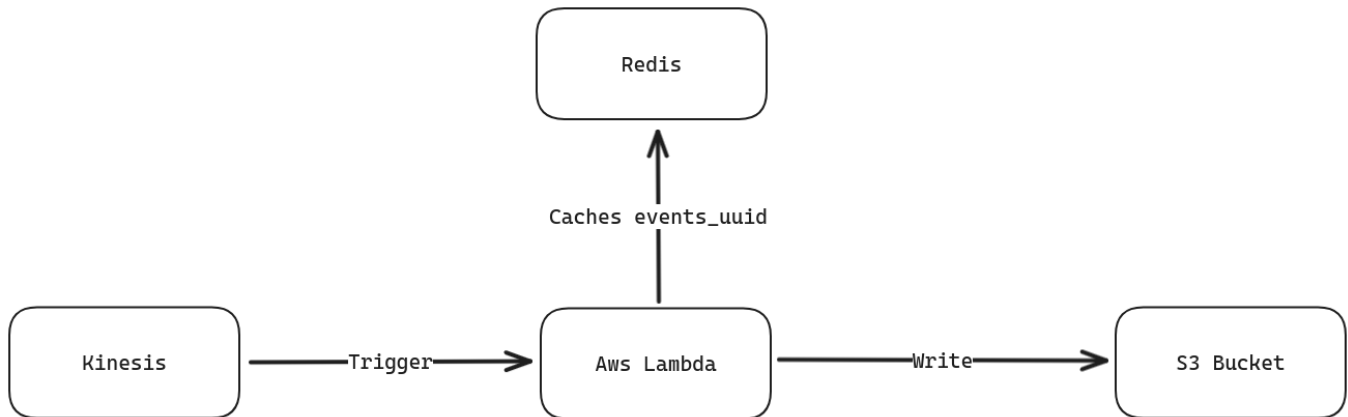 Redis
Caches events_uuid
Kinesis
Trigger
Aws Lambda
Write
S3 Bucket